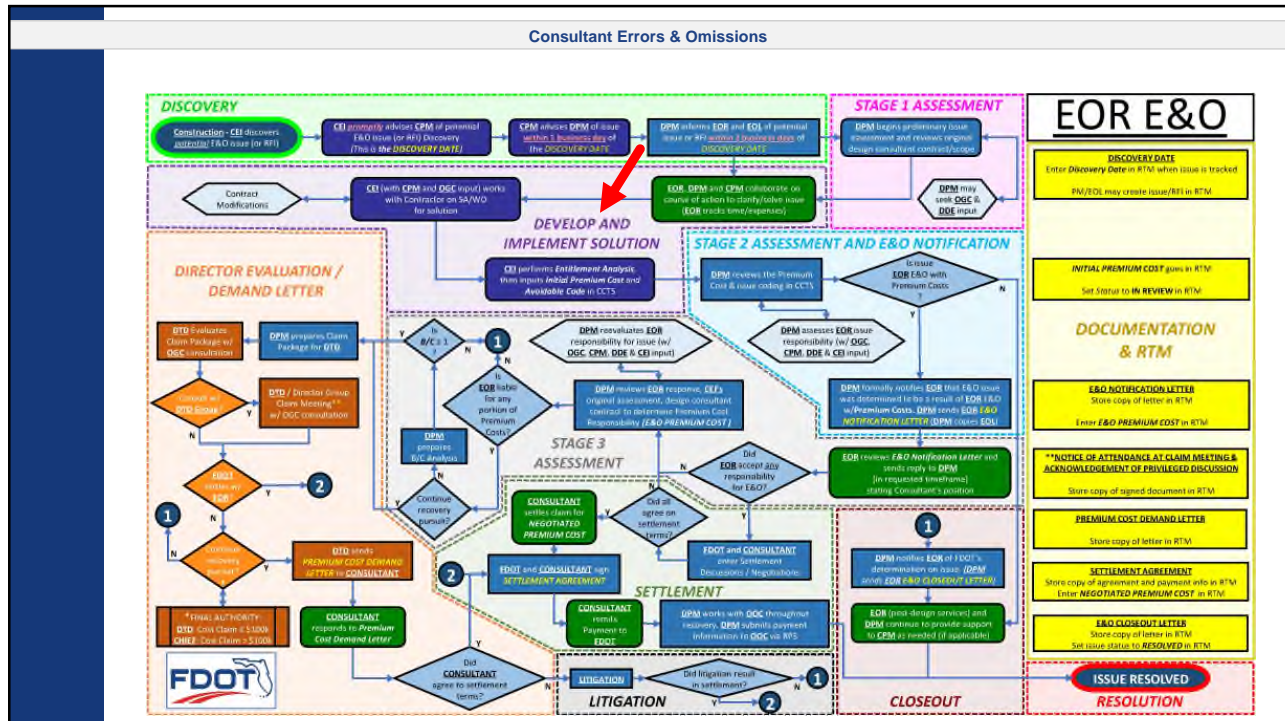 Consultant Errors & Omissions
DISCOVERY
Construction - CEI discovers
potential E&O issue (or RFI)
CEI promptly advises CPM of potential
E&O issue (or RFI) Discovery
(This is the DISCOVERY DATE)
CPM advises DPM of issue
within 1 business day of
the DISCOVERY DATE
DPM informs EOR and EOL of potential
issue or RFI within 2 business days of
DISCOVERY DATE
STAGE 1 ASSESSMENT
DPM begins preliminary issue
assessment and reviews original
design consultant contract/scope
DPM may
seek OGC &
DDE input
EOR E&O
DISCOVERY DATE
Enter Discovery Date in RTM when issue is tracked
PM/EOL may create issue/RFI in RTM
Contract
Modifications
CEI (with CPM and OGC input) works
with Contractor on SA/WO
for solution
EOR, DPM and CPM collaborate on
course of action to clarify/solve issue
(EOR tracks time/expenses)
DEVELOP AND
IMPLEMENT SOLUTION
CEI performs Entitlement Analysis,
then inputs Initial Premium Cost and
Avoidable Code in CCTS
STAGE 2 ASSESSMENT AND E&O NOTIFICATION
DPM reviews the Premium
Cost & issue coding in CCTS
Is issue
EOR E&O with
Premium Costs
?
N
Y
DPM assesses EOR issue
responsibility (w/ OGC,
CPM, DDE & CEI input)
DPM formally notifies EOR that E&O issue
was determined to be a result of EOR E&O
w/Premium Costs. DPM sends EOR E&O
NOTIFICATION LETTER (DPM copies EOL)
INITIAL PREMIUM COST goes in RTM
Set Status to IN REVIEW in RTM
DOCUMENTATION
& RTM
E&O NOTIFICATION LETTER
Store copy of letter in RTM
Enter E&O PREMIUM COST in RTM
**NOTICE OF ATTENDANCE AT CLAIM MEETING &
ACKNOWLEDGEMENT OF PRIVILEGED DISCUSSION
Store copy of signed document in RTM
PREMIUM COST DEMAND LETTER
Store copy of letter in RTM
SETTLEMENT AGREEMENT
Store copy of agreement and payment info in RTM
Enter NEGOTIATED PREMIUM COST in RTM
E&O CLOSEOUT LETTER
Store copy of letter in RTM
Set issue status to RESOLVED in RTM
DIRECTOR EVALUATION /
DEMAND LETTER
DTD Evaluates
Claim Package w/
OGC consultation
DPM prepares Claim
Package for DTD
Consult w/
DTD Group?
Y
N
DTD / Director Group
Claim Meeting**
w/ OGC consultation
FDOT
settles w/
EOR?
Y
2
N
1
N
Continue
recovery
pursuit?
Y
DTD sends
PREMIUM COST DEMAND
LETTER to CONSULTANT
*FINAL AUTHORITY
DTD: Cost Claim ≤ $100k
CHIEF: Cost Claim > $100k
CONSULTANT
responds to Premium
Cost Demand Letter
FDOT
Did
CONSULTANT
agree to settlement
terms?
Y
N
Is
B/C ≥ 1
?
Y
N
1
N
Is
EOR liable
for any
portion of
Premium
Costs?
Y
DPM
prepares
B/C Analysis
Y
Continue
recovery
pursuit?
N
STAGE 3
ASSESSMENT
DPM reevaluates EOR
responsibility for issue (w/
OGC, CPM, DDE & CEI input)
DPM reviews EOR response, CEI's
original assessment, design consultant
contract to determine Premium Cost
Responsibility (E&O PREMIUM COST)
Did
EOR accept any
responsibility
for E&O?
N
Y
EOR reviews E&O Notification Letter and
sends reply to DPM
[in requested timeframe]
stating Consultant's position
Did all
agree on
settlement
terms?
N
Y
CONSULTANT
settles claim for
NEGOTIATED
PREMIUM COST
FDOT and CONSULTANT
enter Settlement
Discussions / Negotiations
2
FDOT and CONSULTANT sign
SETTLEMENT AGREEMENT
SETTLEMENT
CONSULTANT
remits
Payment to
FDOT
DPM works with OOC throughout
recovery. DPM submits payment
information to OOC via RPS
LITIGATION
Did litigation result
in settlement?
N
1
Y
2
LITIGATION
1
DPM notifies EOR of FDOT's
determination on issue. (DPM
sends EOR E&O CLOSEOUT LETTER)
EOR (post-design services) and
DPM continue to provide support
to CPM as needed (if applicable)
CLOSEOUT
ISSUE RESOLVED
RESOLUTION